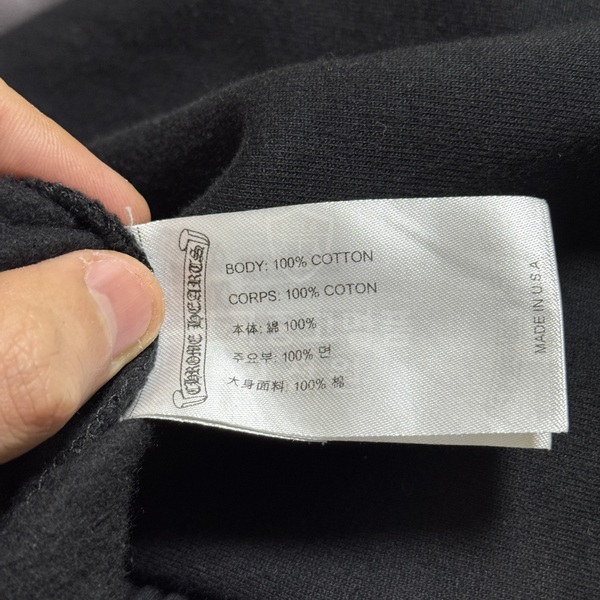 CHROME HEARTS
BODY: 100% COTTON
CORPS: 100% COTON
本体: 綿 100%
주요부: 100% 면
大身面料: 100% 棉
MADE IN U.S.A